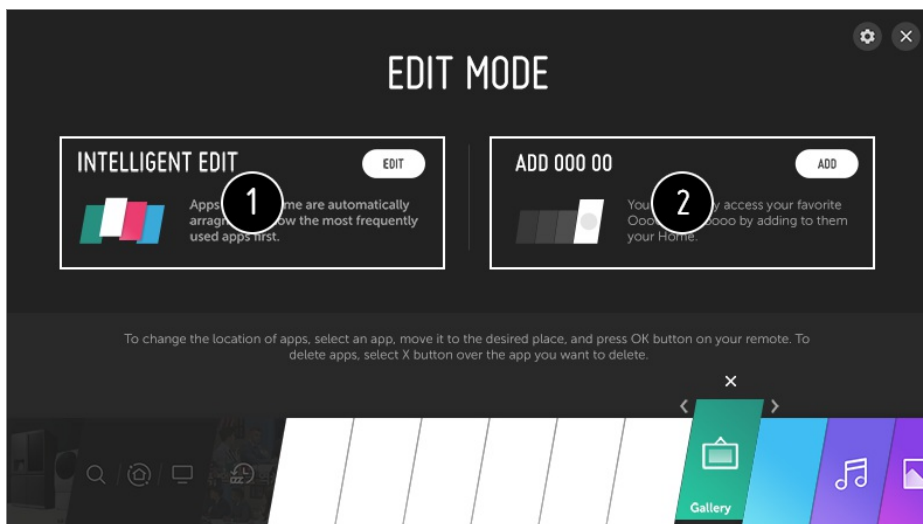 EDIT MODE
INTELLIGENT EDIT
EDIT
Apps me are automatically
arragn ow the most frequently
used apps first.
1
ADD 000 00
ADD
You y access your favorite
Ooo oooo by adding to them
your Home.
2
To change the location of apps, select an app, move it to the desired place, and press OK button on your remote. To
delete apps, select X button over the app you want to delete.
Gallery